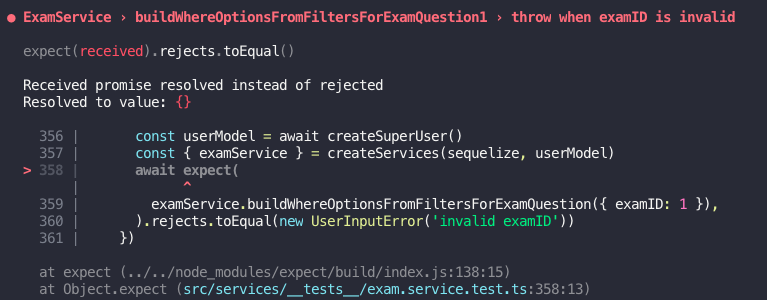 ● ExamService › buildWhereOptionsFromFiltersForExamQuestion1 › throw when examID is invalid
expect(received).rejects.toEqual()
Received promise resolved instead of rejected
Resolved to value: {}
356 | const userModel = await createSuperUser()
357 | const { examService } = createServices(sequelize, userModel)
> 358 | await expect(
| ^
359 | examService.buildWhereOptionsFromFiltersForExamQuestion({ examID: 1 }),
360 | ).rejects.toEqual(new UserInputError('invalid examID'))
361 | })
at expect (../../node_modules/expect/build/index.js:138:15)
at Object.expect (src/services/__tests__/exam.service.test.ts:358:13)